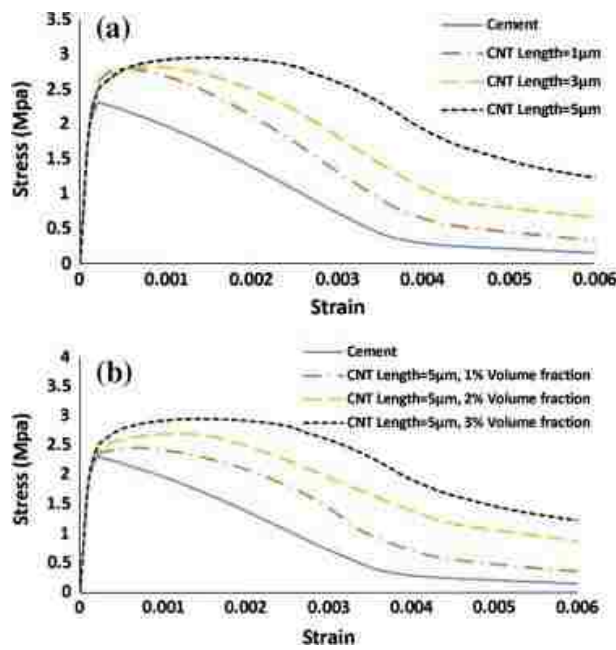 (a)
Cement
CNT Length=1µm
CNT Length=3µm
CNT Length=5µm
Stress (Mpa)
3.5
3
2.5
2
1.5
1
0.5
0
0 0.001 0.002 0.003 0.004 0.005 0.006
Strain
(b)
Cement
CNT Length=5µm, 1% Volume fraction
CNT Length=5µm, 2% Volume fraction
CNT Length=5µm, 3% Volume fraction
Stress (Mpa)
4
3.5
3
2.5
2
1.5
1
0.5
0
0 0.001 0.002 0.003 0.004 0.005 0.006
Strain